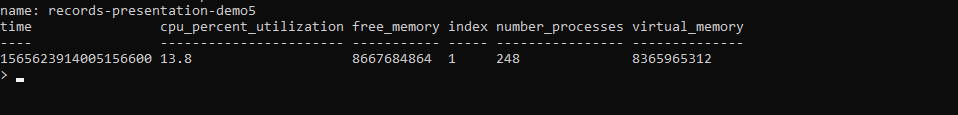 name: records-presentation-demo5
time cpu_percent_utilization free_memory index number_processes virtual_memory
---- ----------------------- ----------- ----- ---------------- --------------
1565623914005156600 13.8 8667684864 1 248 8365965312
>